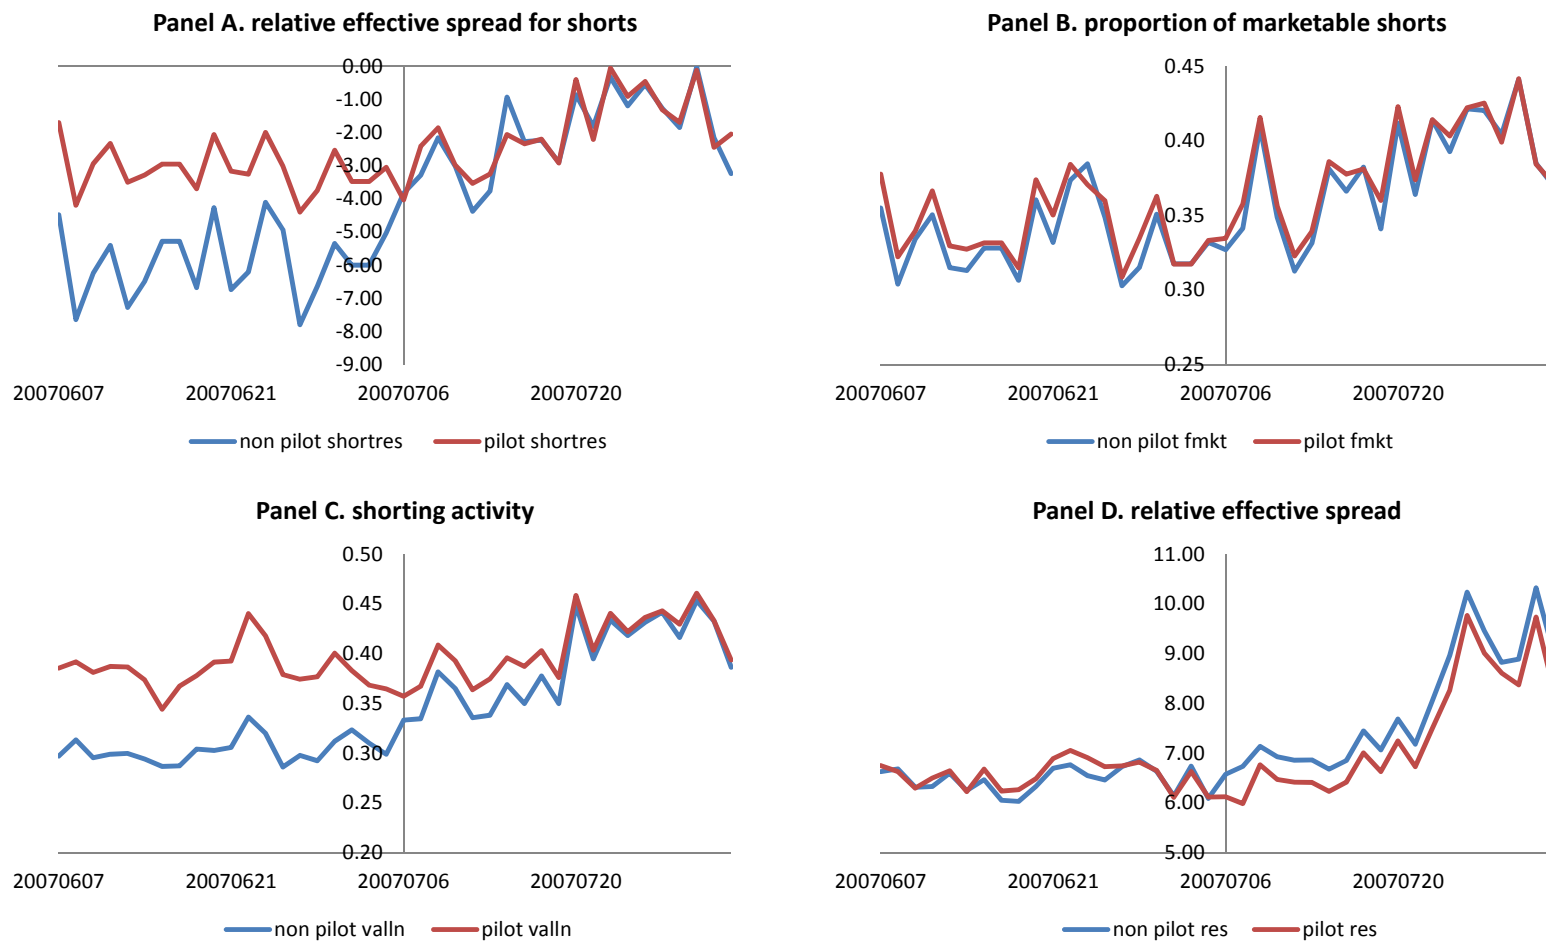 Panel A. relative effective spread for shorts
0.00
-1.00
-2.00
-3.00
-4.00
-5.00
-6.00
-7.00
-8.00
-9.00
20070607 20070621 20070706 20070720
non pilot shortres pilot shortres
Panel B. proportion of marketable shorts
0.45
0.40
0.35
0.30
0.25
20070607 20070621 20070706 20070720
non pilot fmkt pilot fmkt
Panel C. shorting activity
0.50
0.45
0.40
0.35
0.30
0.25
0.20
20070607 20070621 20070706 20070720
non pilot valln pilot valln
Panel D. relative effective spread
11.00
10.00
9.00
8.00
7.00
6.00
5.00
20070607 20070621 20070706 20070720
non pilot res pilot res